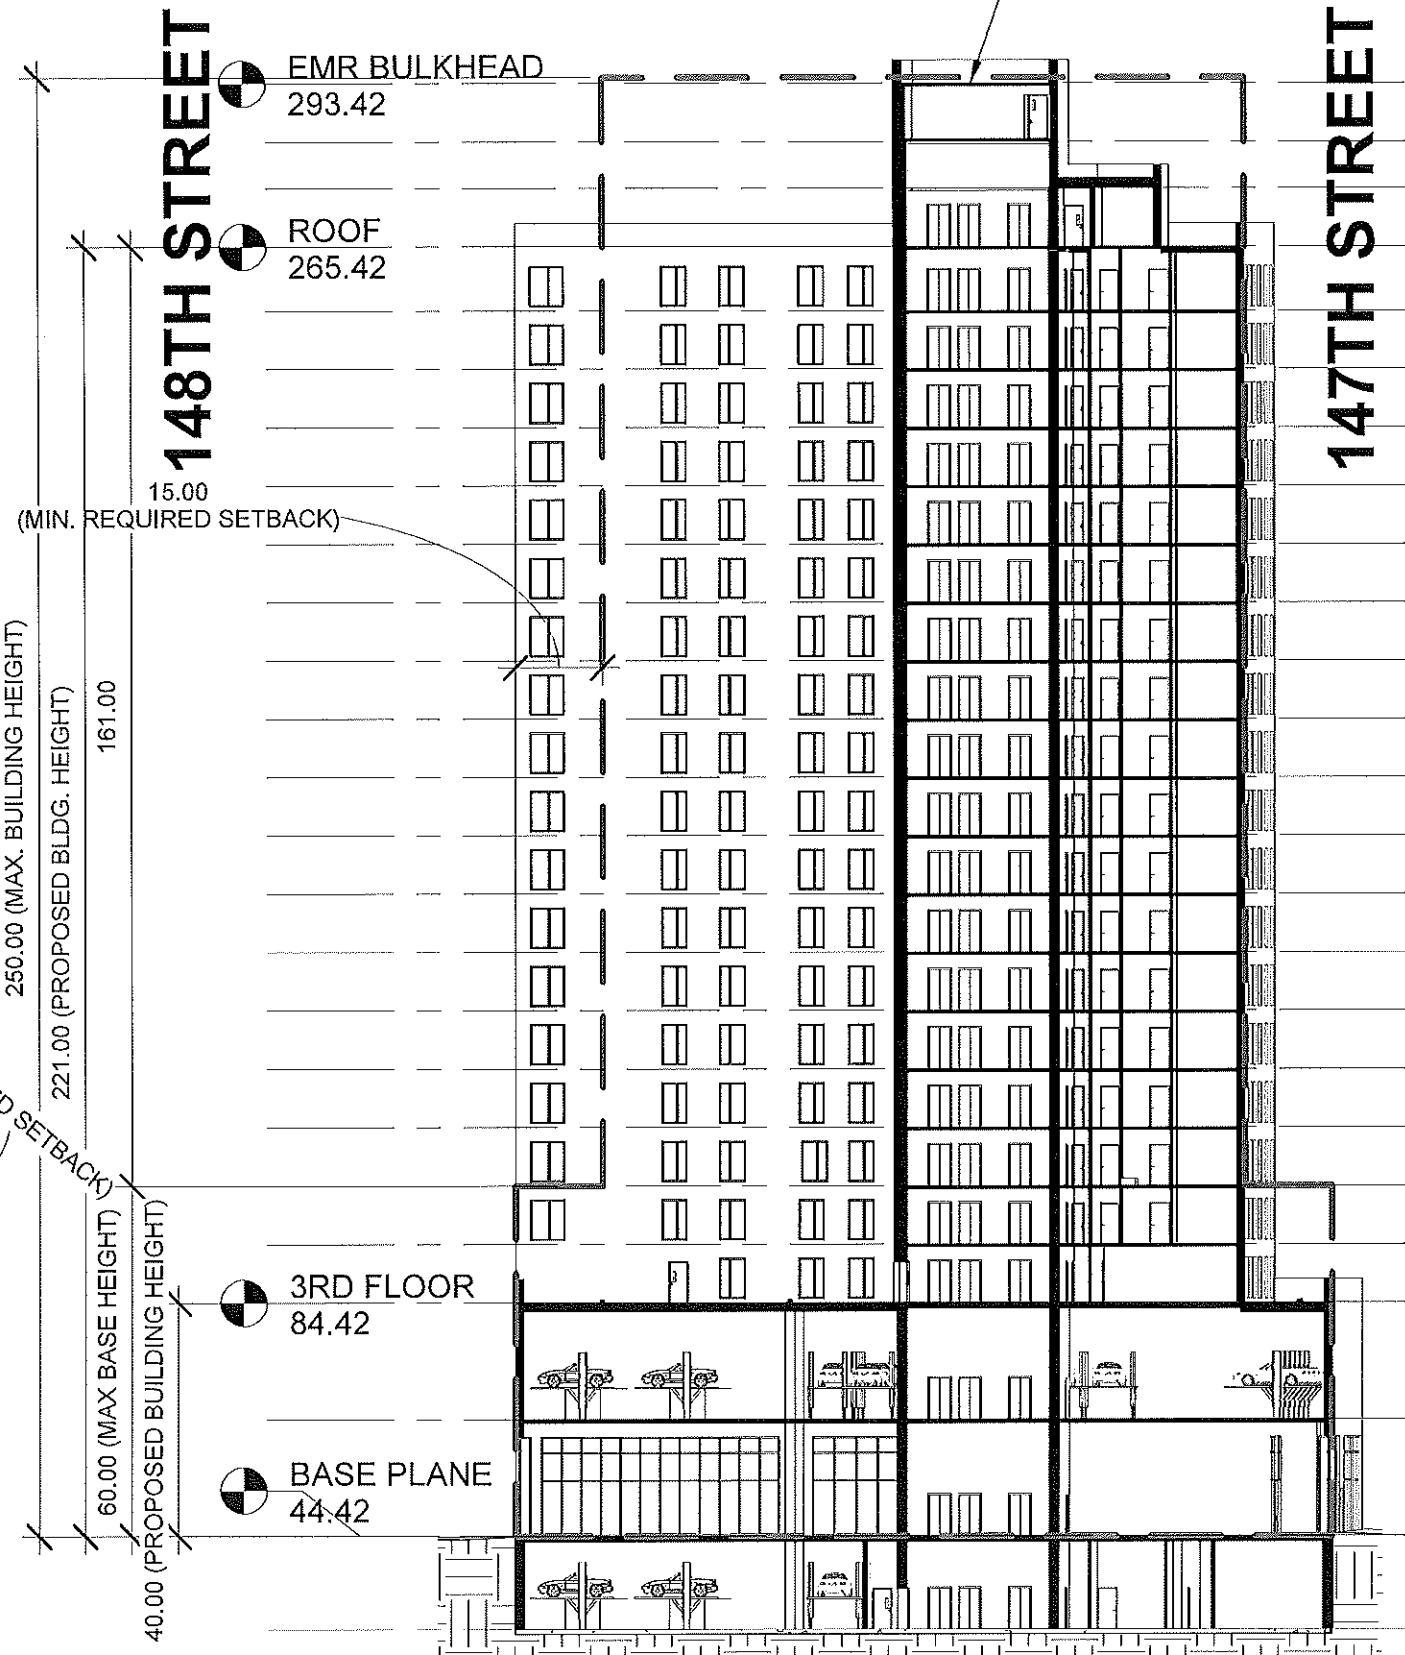 148TH STREET
147TH STREET
EMR BULKHEAD
293.42
ROOF
265.42
15.00
(MIN. REQUIRED SETBACK)
250.00 (MAX. BUILDING HEIGHT)
221.00 (PROPOSED BLDG. HEIGHT)
161.00
SETBACK)
60.00 (MAX BASE HEIGHT)
40.00 (PROPOSED BUILDING HEIGHT)
3RD FLOOR
84.42
BASE PLANE
44.42